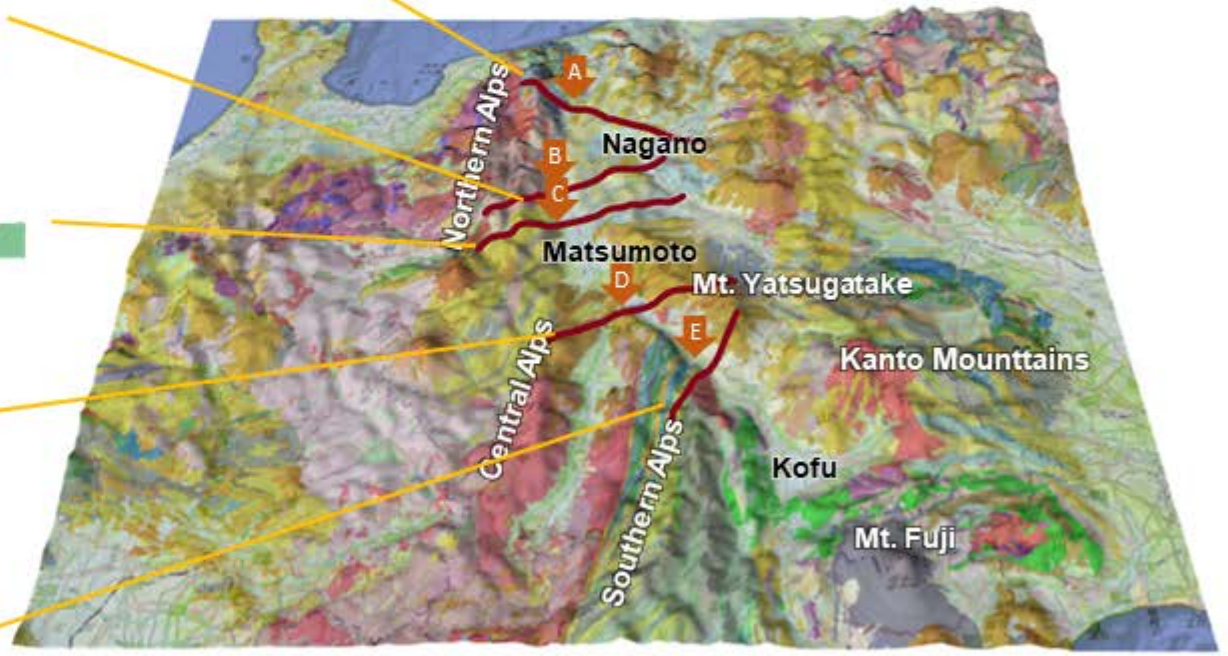 A
Northern Alps
Nagano
B
C
Matsumoto
D
Mt. Yatsugatake
E
Kanto Mounttains
Central Alps
Southern Alps
Kofu
Mt. Fuji